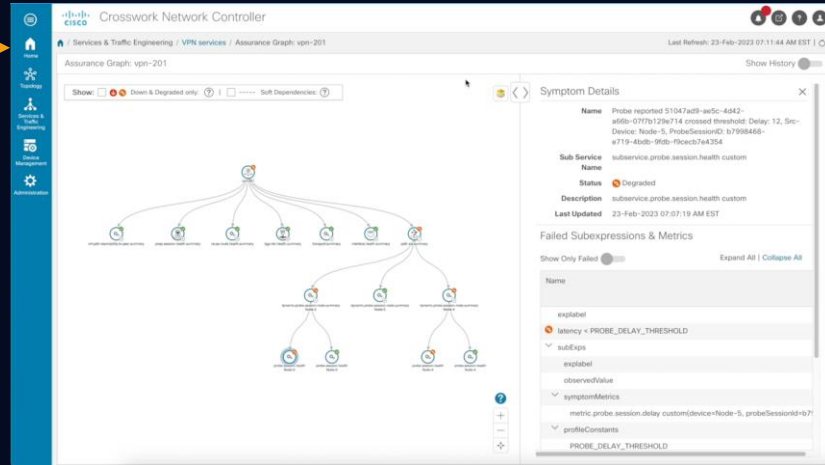 cisco Crosswork Network Controller
/ Services & Traffic Engineering / VPN services / Assurance Graph: vpn-201
Last Refresh: 23-Feb-2023 07:11:44 AM EST |
Assurance Graph: vpn-201
Show History
Home
Topology
Services &
Traffic
Engineering
Device
Management
Administration
Show: Down & Degraded only: ? | Soft Dependencies: ?
Symptom Details
Name Probe reported 51047ad9-ae5c-4d42-
a66b-07f7b129e714 crossed threshold: Delay: 12, Src-
Device: Node-5, ProbeSessionID: b7998468-
e719-4bdb-9fdb-f9cecb7e4354
Sub Service
Name
subservice.probe.session.health custom
Status Degraded
Description subservice.probe.session.health custom
Last Updated 23-Feb-2023 07:07:19 AM EST
Failed Subexpressions & Metrics
Show Only Failed
Expand All | Collapse All
Name
explabel
latency < PROBE_DELAY_THRESHOLD
subExps
explabel
observedValue
symptomMetrics
metric.probe.session.delay custom(device=Node-5, probeSessionId=b79
profileConstants
PROBE_DELAY_THRESHOLD